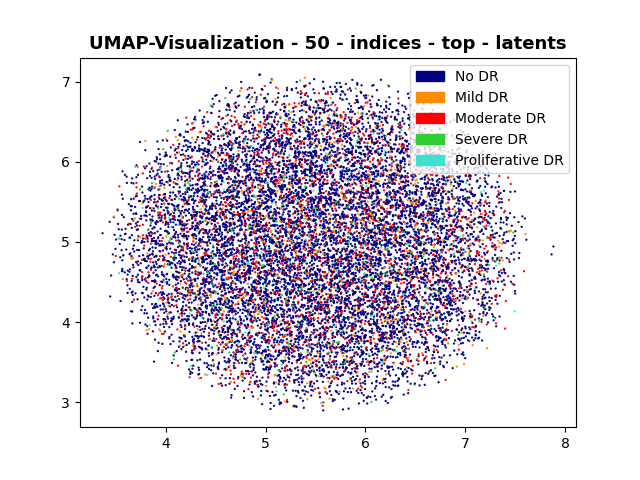 UMAP-Visualization - 50 - indices - top - latents
No DR
Mild DR
Moderate DR
Severe DR
Proliferative DR
7
6
5
4
3
4 5 6 7 8